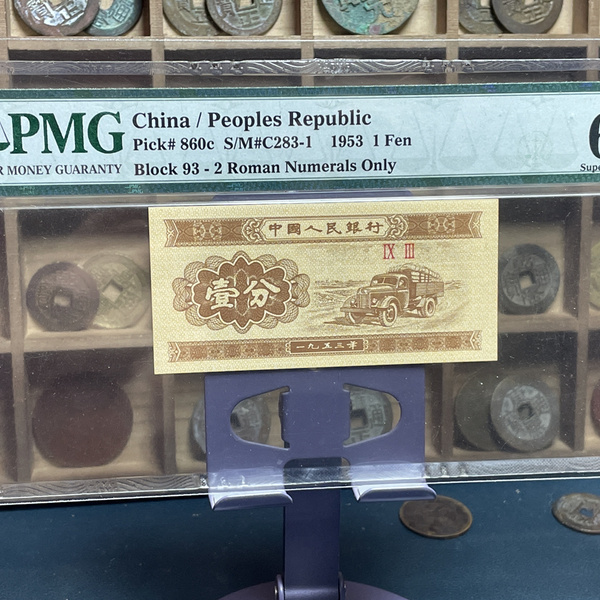 PMG
China / Peoples Republic
Pick# 860c S/M#C283-1 1953 1 Fen
MONEY GUARANTY
Block 93 - 2 Roman Numerals Only
中國人民銀行
IX III
壹分
一九五三年